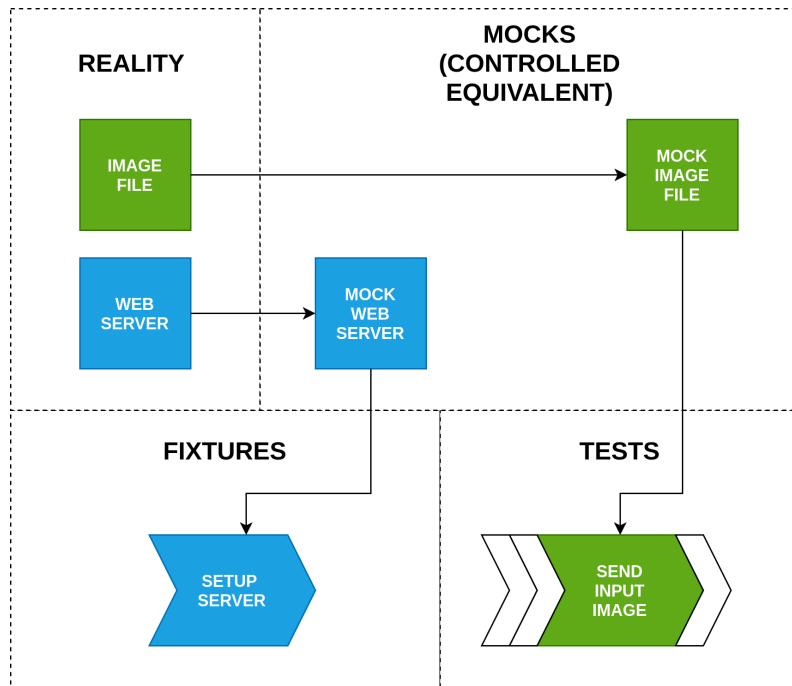 REALITY
MOCKS
(CONTROLLED
EQUIVALENT)
IMAGE
FILE
MOCK
IMAGE
FILE
WEB
SERVER
MOCK
WEB
SERVER
FIXTURES
TESTS
SETUP
SERVER
SEND
INPUT
IMAGE